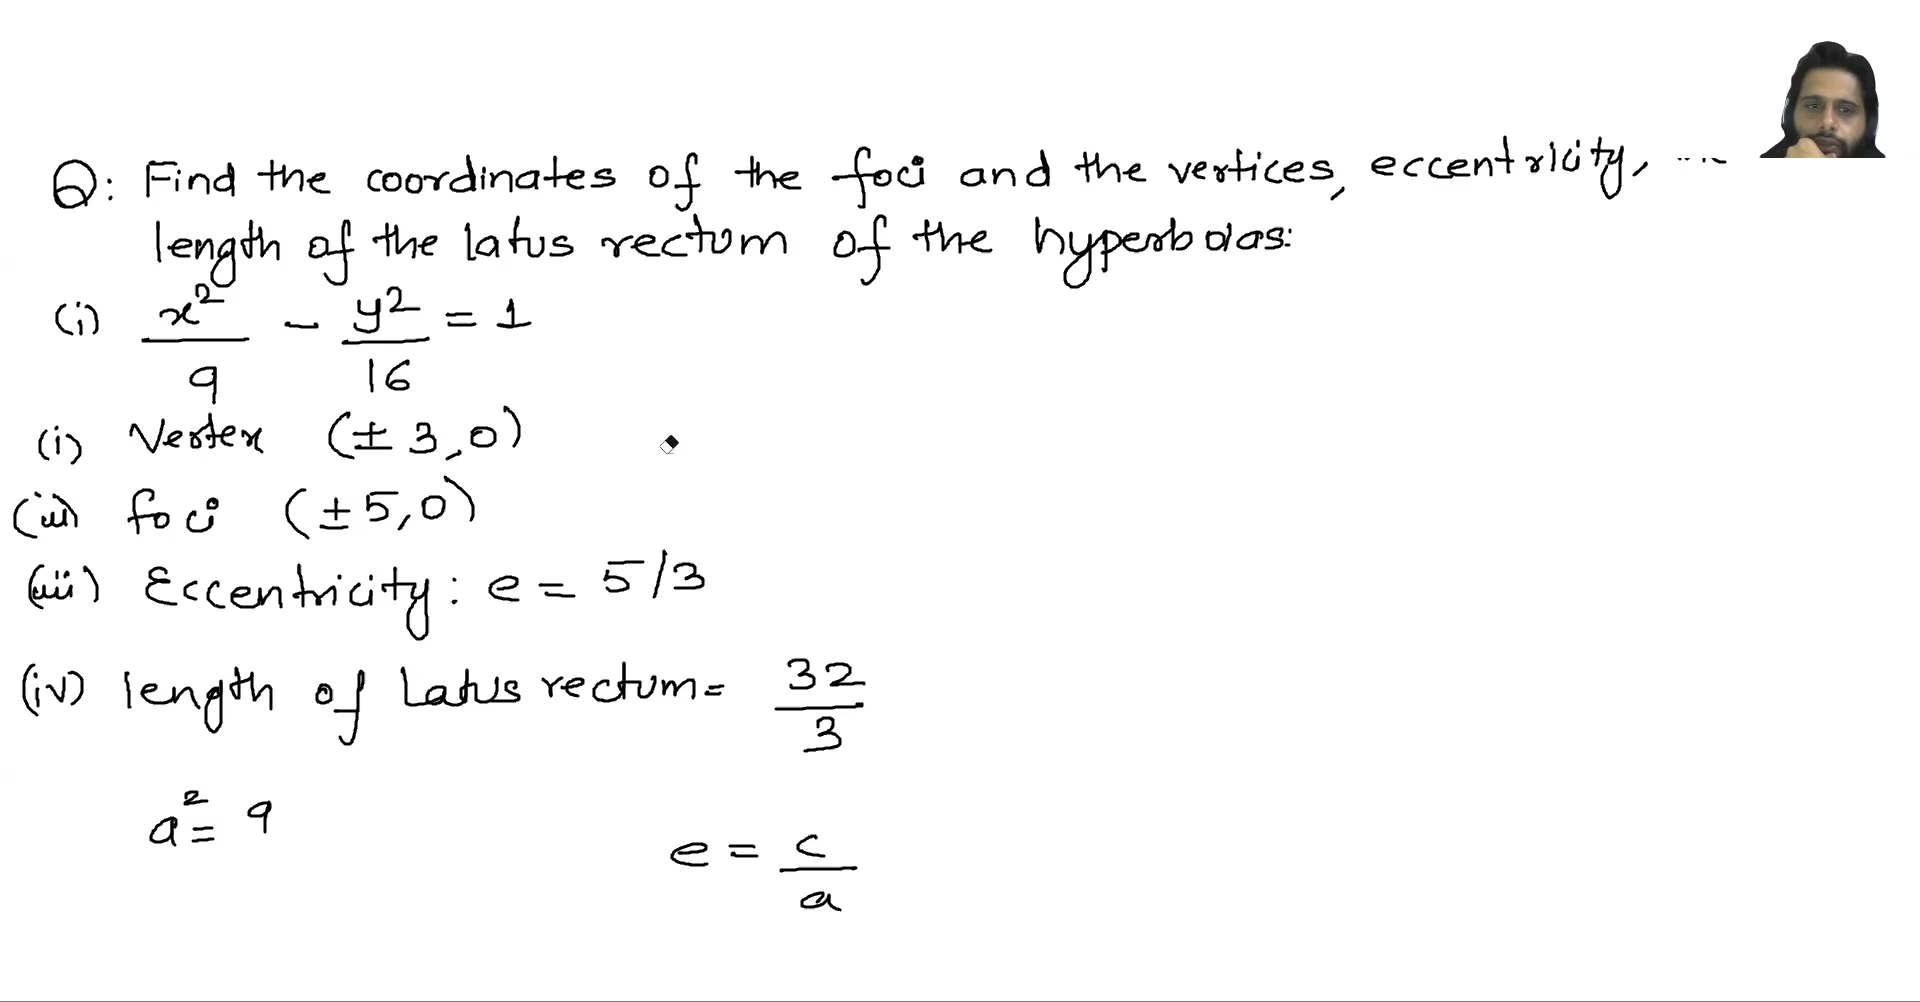 Q: Find the coordinates of the foci and the vertices, eccentricity,
length of the latus rectum of the hyperbolas:
(i) x²/9 - y²/16 = 1
(i) Vertex (± 3,0)
(ii) foci (±5,0)
(iii) Eccentricity: e = 5/3
(iv) length of Latus rectum = 32/3
a² = 9
e = c/a